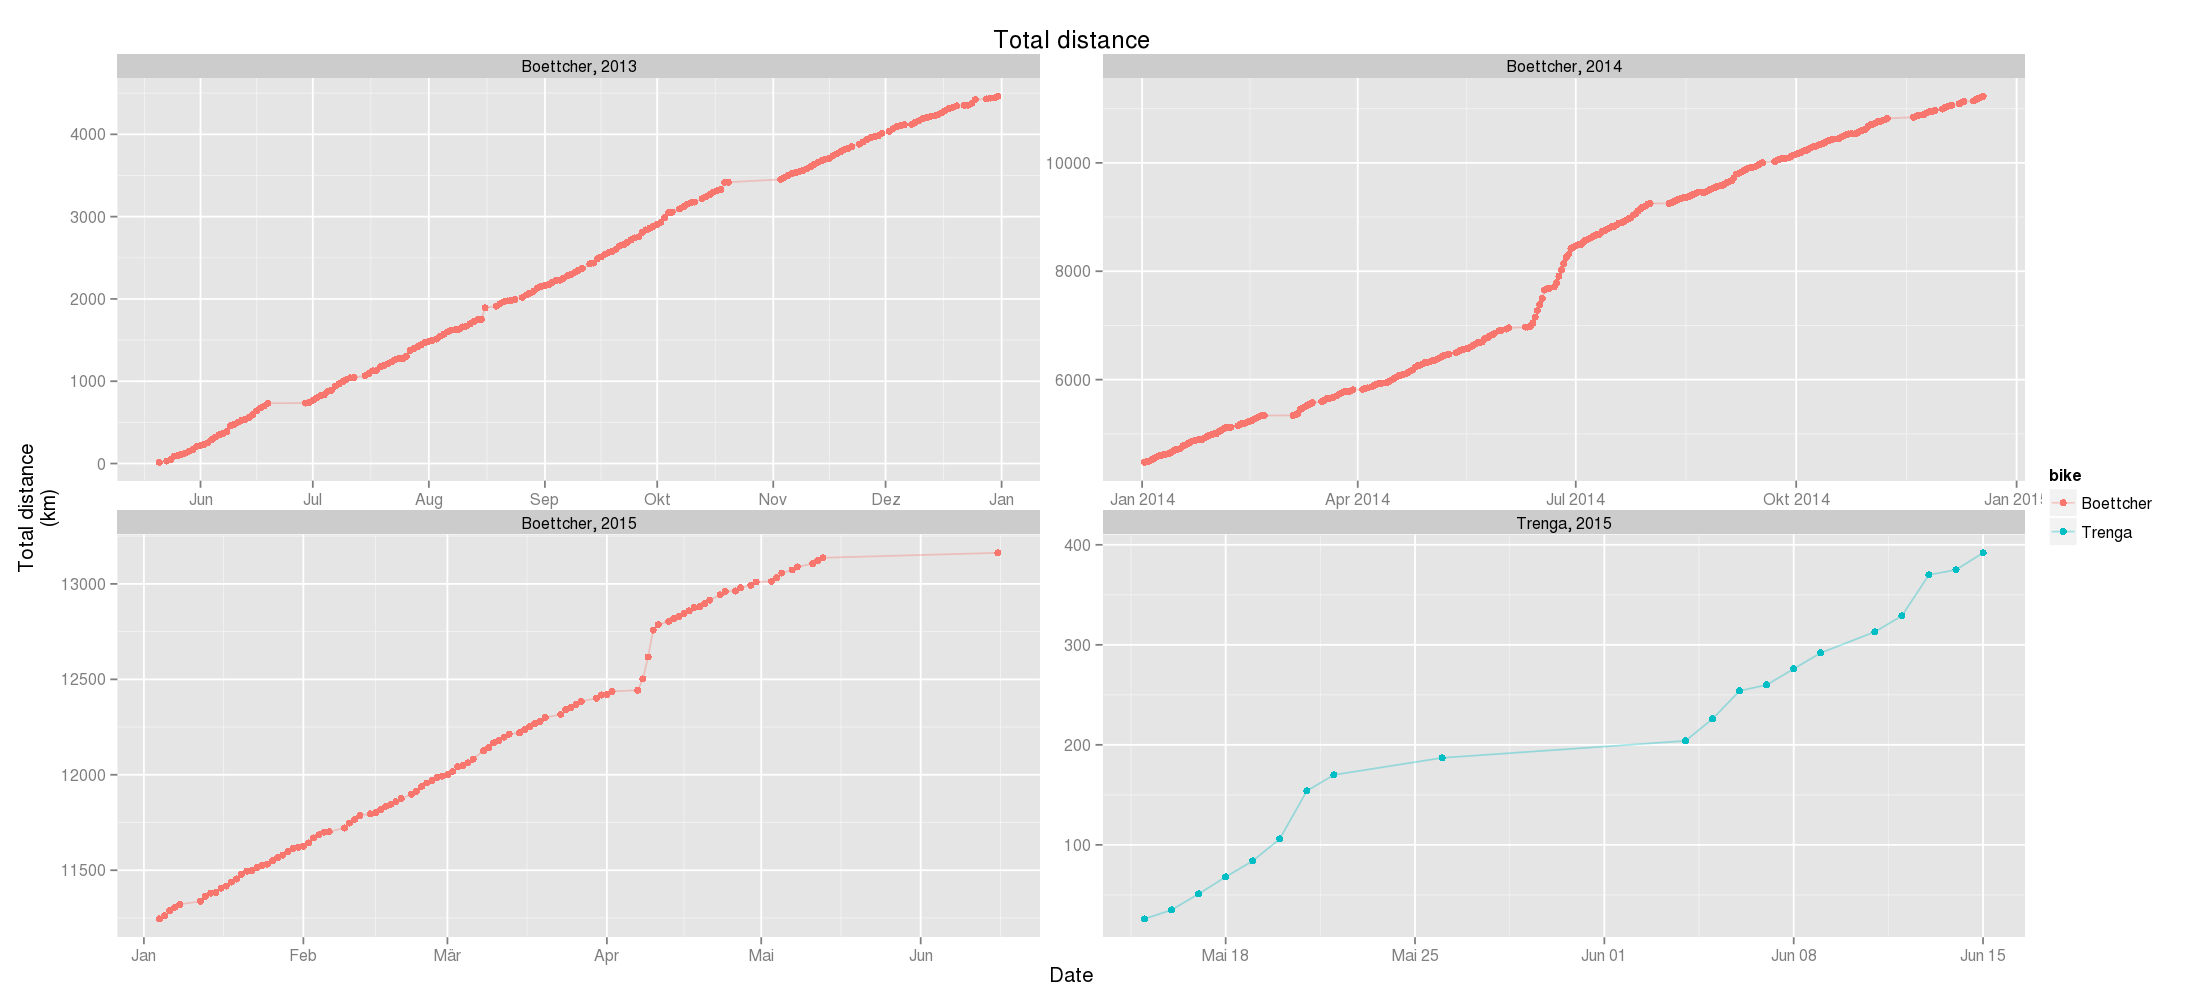 Total distance
Boettcher, 2013
4000
3000
2000
1000
0
Jun Jul Aug Sep Okt Nov Dez Jan
Boettcher, 2014
10000
8000
6000
Jan 2014 Apr 2014 Jul 2014 Okt 2014 Jan 201
Total distance
(km)
Boettcher, 2015
13000
12500
12000
11500
Jan Feb Mär Apr Mai Jun
Trenga, 2015
400
300
200
100
Mai 18 Mai 25 Jun 01 Jun 08 Jun 15
Date
bike
Boettcher
Trenga